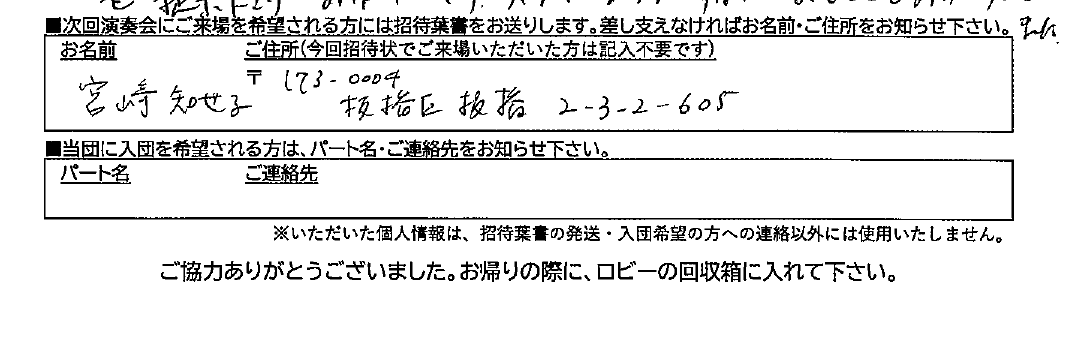 ■次回演奏会にご来場を希望される方には招待葉書をお送りします。差し支えなければお名前・ご住所をお知らせ下さい。
お名前 ご住所(今回招待状でご来場いただいた方は記入不要です)
〒 173-0004
宮崎 知世子 板橋区板橋 2-3-2-605
■当団に入団を希望される方は、パート名・ご連絡先をお知らせ下さい。
パート名 ご連絡先
※いただいた個人情報は、招待葉書の発送・入団希望の方への連絡以外には使用いたしません。
ご協力ありがとうございました。お帰りの際に、ロビーの回収箱に入れて下さい。